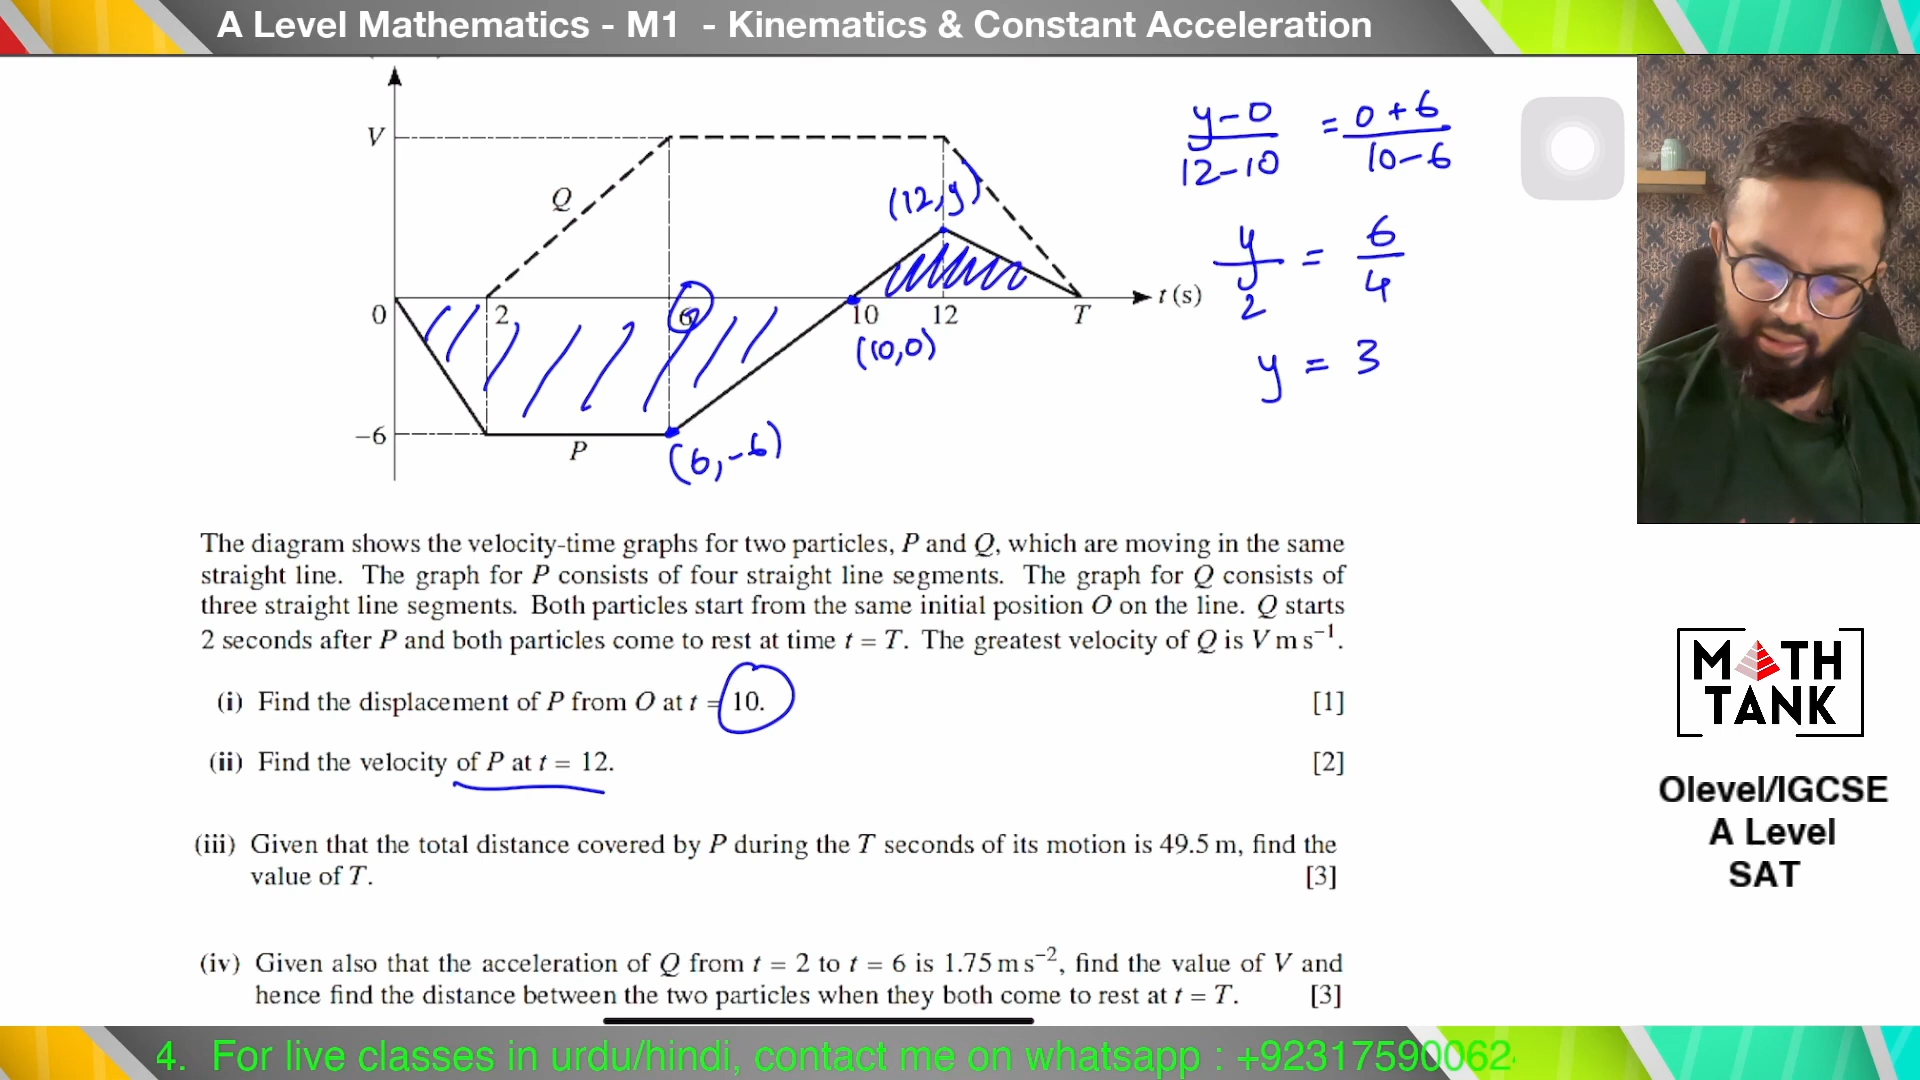 A Level Mathematics - M1 - Kinematics & Constant Acceleration
V
Q
(12,y)
0
2
6
10
12
T
t (s)
(10,0)
-6
P
(6,-6)
y-0 = 0+6
12-10 10-6
y = 6
2 4
y = 3
The diagram shows the velocity-time graphs for two particles, P and Q, which are moving in the same
straight line. The graph for P consists of four straight line segments. The graph for Q consists of
three straight line segments. Both particles start from the same initial position O on the line. Q starts
2 seconds after P and both particles come to rest at time t = T. The greatest velocity of Q is V m s⁻¹.
(i) Find the displacement of P from O at t = 10. [1]
(ii) Find the velocity of P at t = 12. [2]
(iii) Given that the total distance covered by P during the T seconds of its motion is 49.5 m, find the
value of T. [3]
(iv) Given also that the acceleration of Q from t = 2 to t = 6 is 1.75 m s⁻², find the value of V and
hence find the distance between the two particles when they both come to rest at t = T. [3]
MATH
TANK
Olevel/IGCSE
A Level
SAT
4. For live classes in urdu/hindi, contact me on whatsapp : +9231759006​2